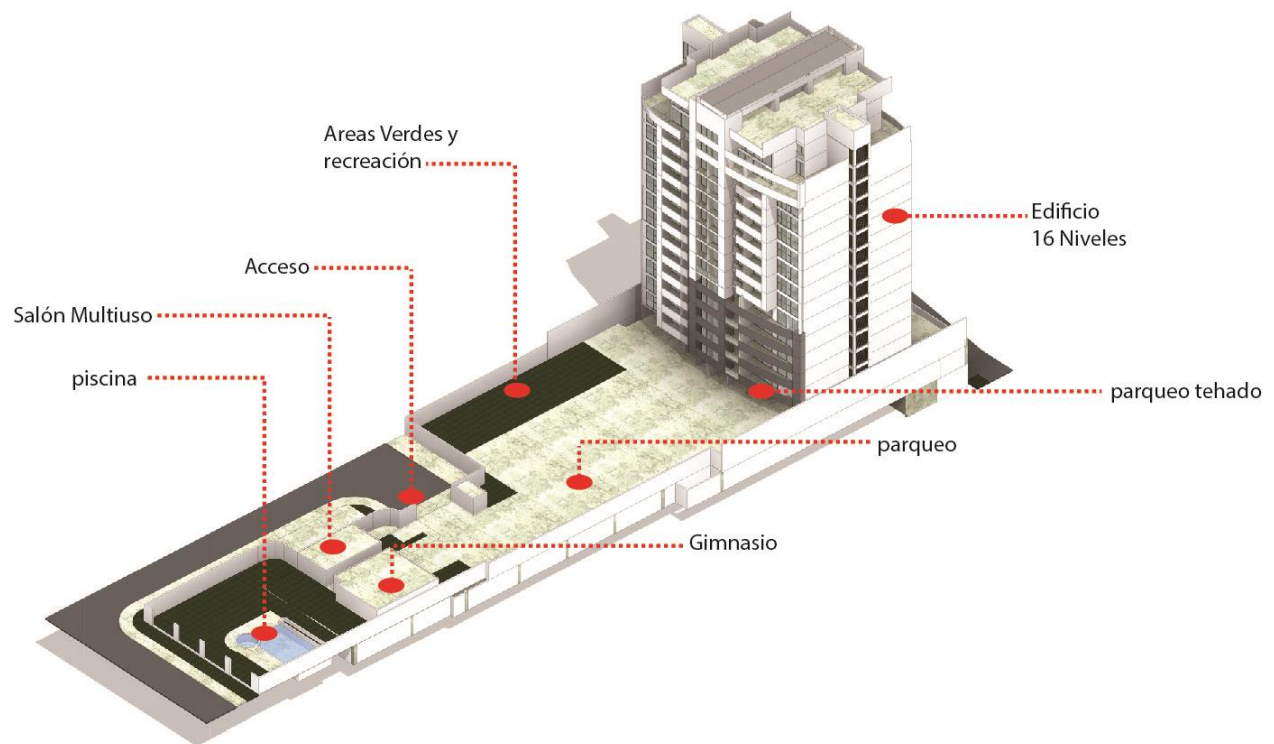 Areas Verdes y
recreación
Edificio
16 Niveles
Acceso
Salón Multiuso
piscina
parqueo tehado
parqueo
Gimnasio